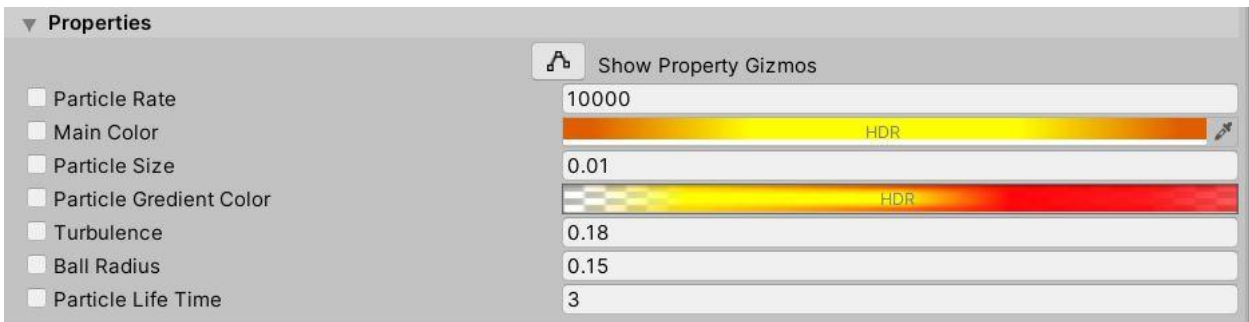 Properties
Show Property Gizmos
Particle Rate 10000
Main Color HDR
Particle Size 0.01
Particle Gredient Color HDR
Turbulence 0.18
Ball Radius 0.15
Particle Life Time 3